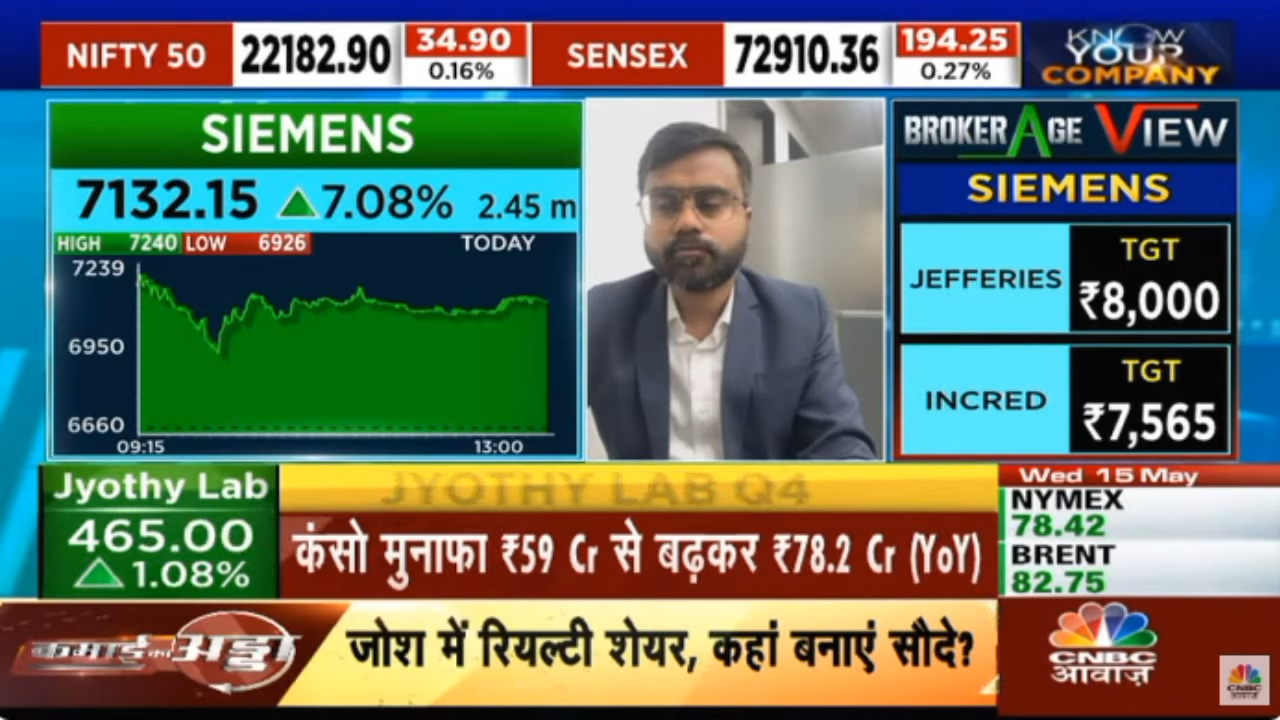 NIFTY 50 22182.90 34.90 0.16% SENSEX 72910.36 194.25 0.27%
KNOW YOUR COMPANY
SIEMENS
7132.15 ▲7.08% 2.45 m
HIGH 7240 LOW 6926 TODAY
7239
6950
6660
09:15 13:00
BROKERAGE VIEW
SIEMENS
JEFFERIES TGT ₹8,000
INCRED TGT ₹7,565
Jyothy Lab
465.00
▲1.08%
JYOTHY LAB Q4
कंसो मुनाफा ₹59 Cr से बढ़कर ₹78.2 Cr (YoY)
Wed 15 May
NYMEX
78.42
BRENT
82.75
कमाई का अड्डा
जोश में रियल्टी शेयर, कहां बनाएं सौदे?
CNBC
आवाज़
CNBC
आवाज़